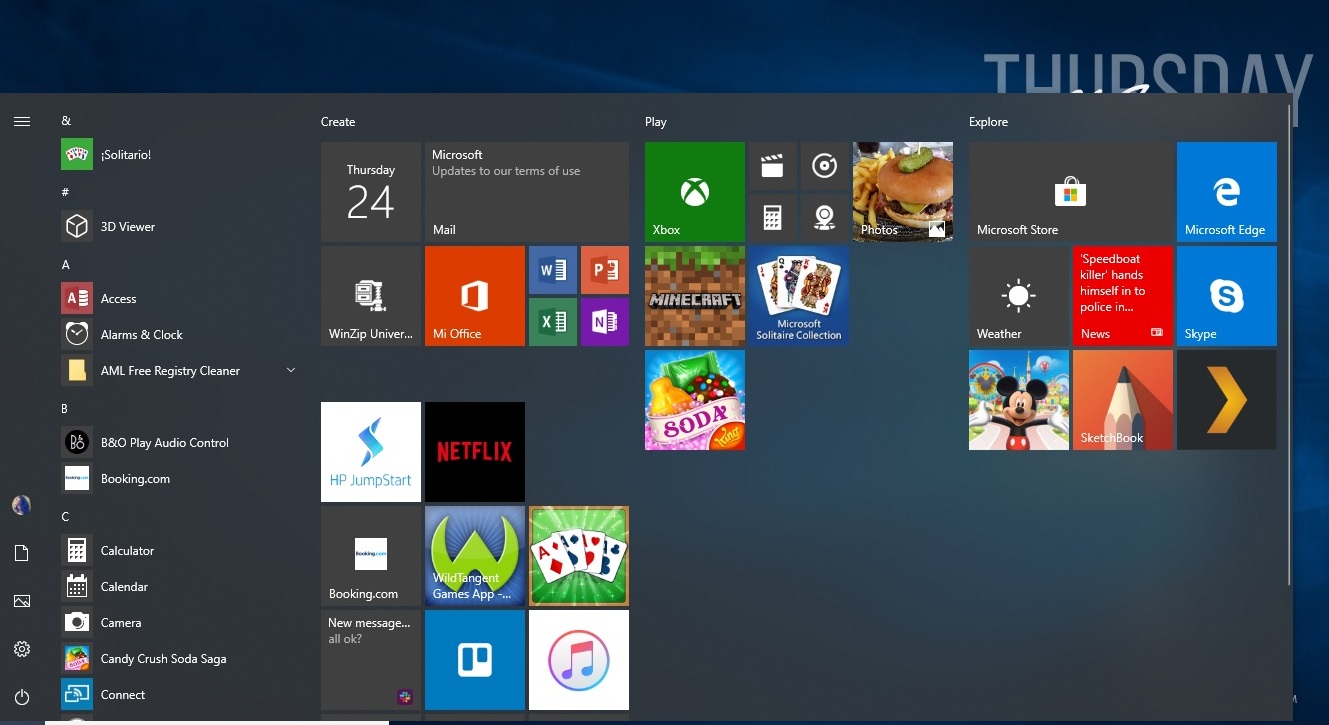 THURSDAY
&
¡Solitario!
#
3D Viewer
A
Access
Alarms & Clock
AML Free Registry Cleaner
B
B&O Play Audio Control
Booking.com
C
Calculator
Calendar
Camera
Candy Crush Soda Saga
Connect
Create
Thursday
24
Microsoft
Updates to our terms of use
Mail
WinZip Univer...
Mi Office
HP JumpStart
NETFLIX
Booking.com
Booking.com
WildTangent
Games App -...
New message...
all ok?
Play
Xbox
Photos
MINECRAFT
Microsoft
Solitaire Collection
SODA
King
Explore
Microsoft Store
Microsoft Edge
Weather
'Speedboat
killer' hands
himself in to
police in...
News
Skype
SketchBook